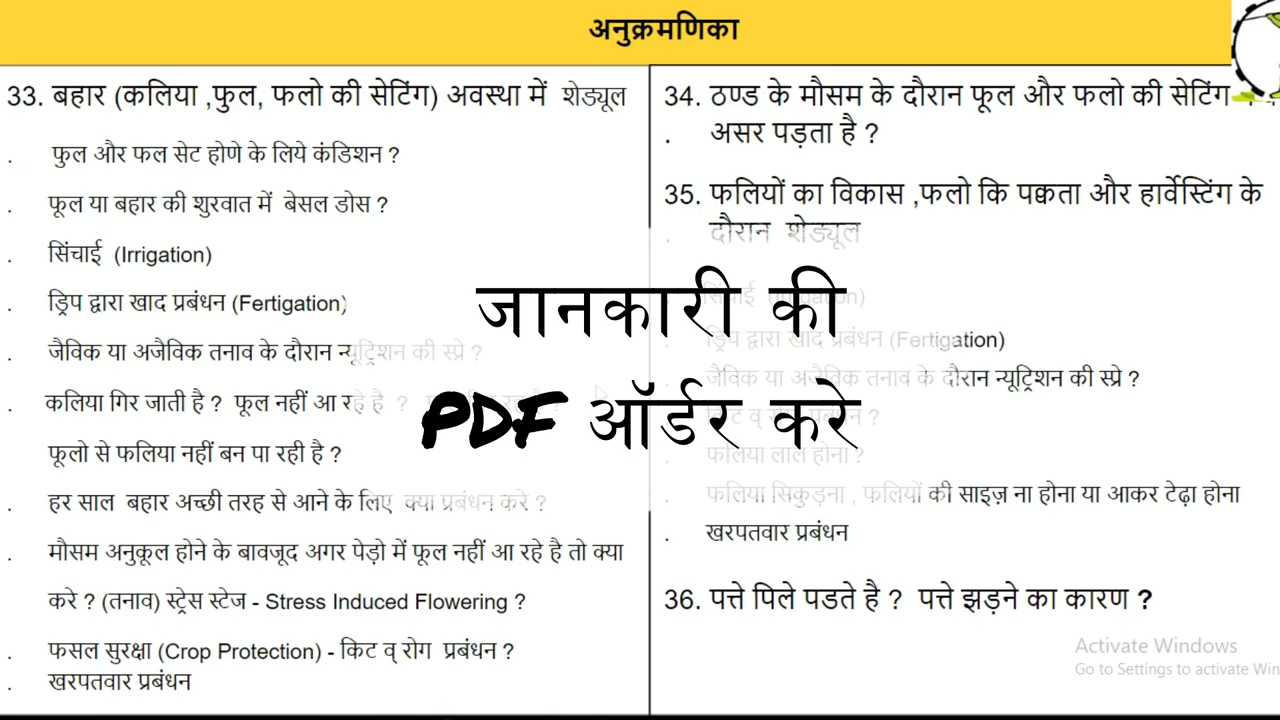 अनुक्रमणिका
33. बहार (कलिया ,फुल, फलो की सेटिंग) अवस्था में शेड्यूल
. फुल और फल सेट होणे के लिये कंडिशन ?
. फूल या बहार की शुरवात में बेसल डोस ?
. सिंचाई (Irrigation)
. ड्रिप द्वारा खाद प्रबंधन (Fertigation)
. जैविक या अजैविक तनाव के दौरान न्यूट्रिशन की स्प्रे ?
. कलिया गिर जाती है ? फूल नहीं आ रहे है ?
फूलो से फलिया नहीं बन पा रही है ?
. हर साल बहार अच्छी तरह से आने के लिए क्या प्रबंधन करे ?
. मौसम अनुकूल होने के बावजूद अगर पेड़ो में फूल नहीं आ रहे है तो क्या
करे ? (तनाव) स्ट्रेस स्टेज - Stress Induced Flowering ?
. फसल सुरक्षा (Crop Protection) - किट व् रोग प्रबंधन ?
. खरपतवार प्रबंधन
34. ठण्ड के मौसम के दौरान फूल और फलो की सेटिंग
. असर पड़ता है ?
35. फलियों का विकास ,फलो कि पक्वता और हार्वेस्टिंग के
. दौरान शेड्यूल
. सिंचाई (Irrigation)
. ड्रिप द्वारा खाद प्रबंधन (Fertigation)
. जैविक या अजैविक तनाव के दौरान न्यूट्रिशन की स्प्रे ?
. किट व् रोग प्रबंधन ?
. फलिया लाल होना ?
. फलिया सिकुड़ना , फलियों की साइज़ ना होना या आकर टेढ़ा होना
. खरपतवार प्रबंधन
36. पत्ते पिले पडते है ? पत्ते झड़ने का कारण ?
जानकारी की
PDF ऑर्डर करे
Activate Windows
Go to Settings to activate Win